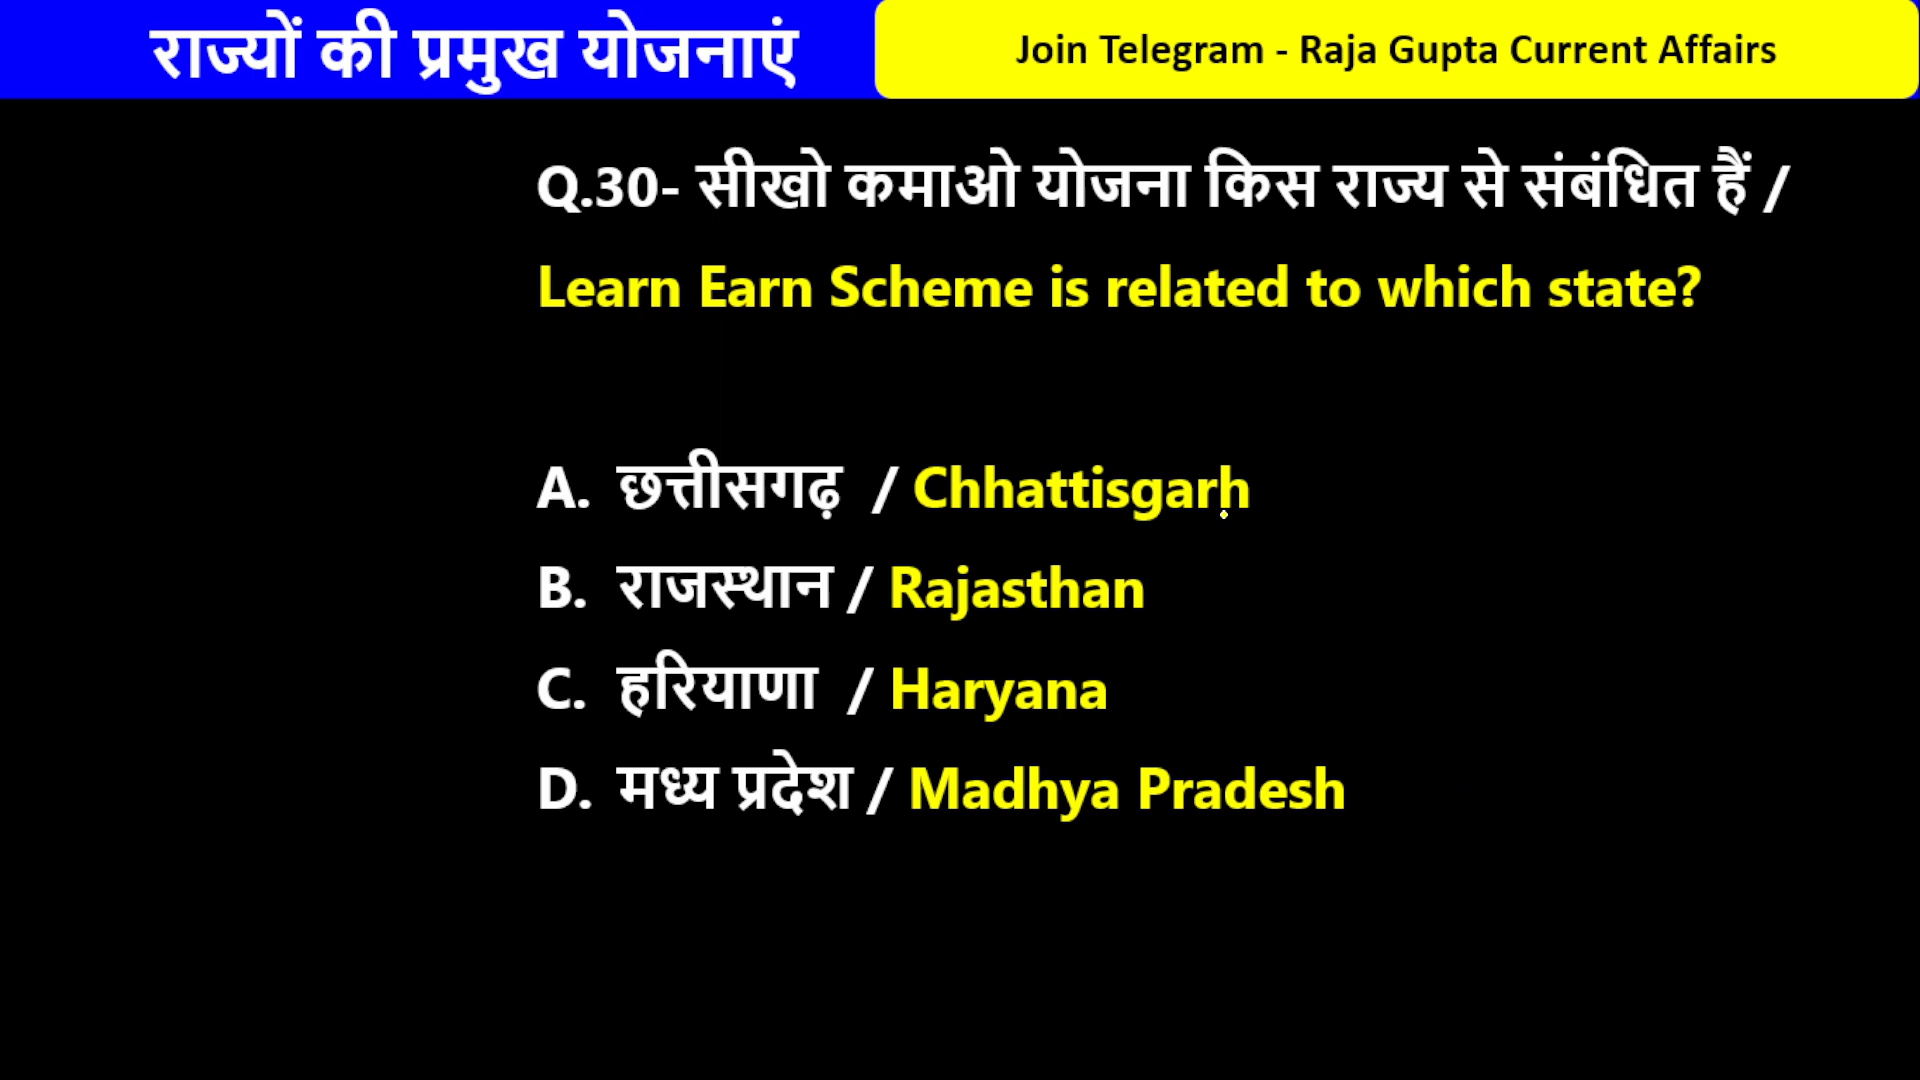 राज्यों की प्रमुख योजनाएं
Join Telegram - Raja Gupta Current Affairs
Q.30- सीखो कमाओ योजना किस राज्य से संबंधित हैं /
Learn Earn Scheme is related to which state?
A. छत्तीसगढ़ / Chhattisgarh
B. राजस्थान / Rajasthan
C. हरियाणा / Haryana
D. मध्य प्रदेश / Madhya Pradesh